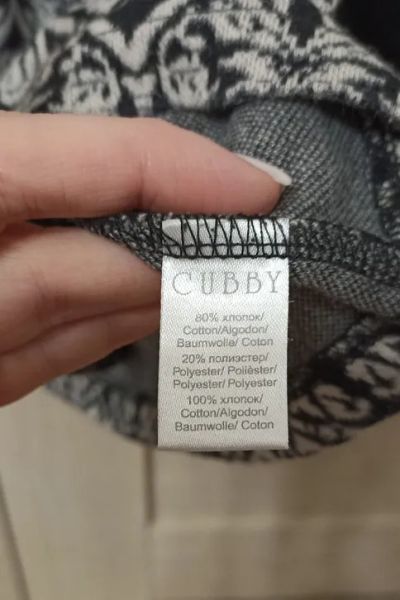 CUBBY
80% хлопок/
Cotton/Algodon/
Baumwolle/ Coton
20% полиэстер/
Polyester/ Poliéster/
Polyester/ Polyester
100% хлопок/
Cotton/Algodon/
Baumwolle/ Coton